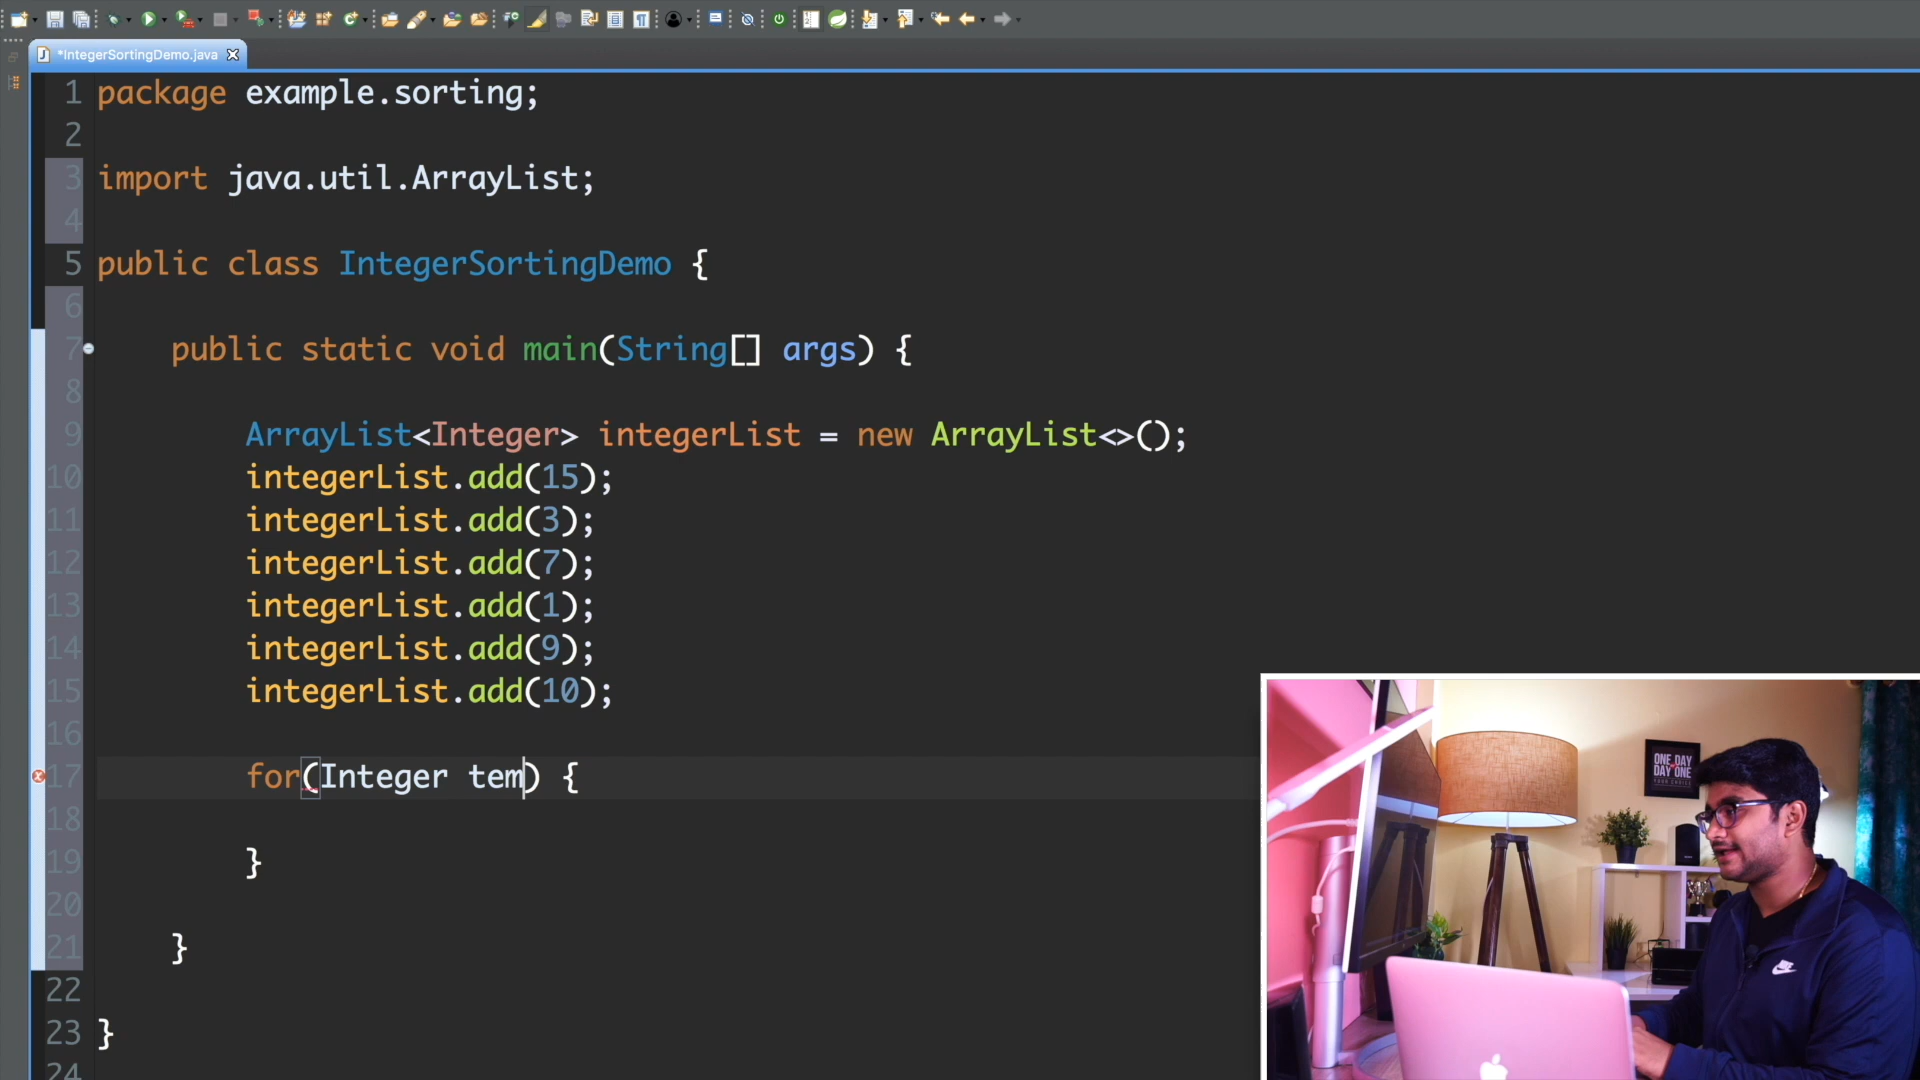 *IntegerSortingDemo.java
1 package example.sorting;
2
3 import java.util.ArrayList;
4
5 public class IntegerSortingDemo {
6
7 public static void main(String[] args) {
8
9 ArrayList<Integer> integerList = new ArrayList<>();
10 integerList.add(15);
11 integerList.add(3);
12 integerList.add(7);
13 integerList.add(1);
14 integerList.add(9);
15 integerList.add(10);
16
17 for(Integer tem) {
18
19 }
20
21 }
22
23 }
24
ONE DAY
OR
DAY ONE
YOUR CHOICE